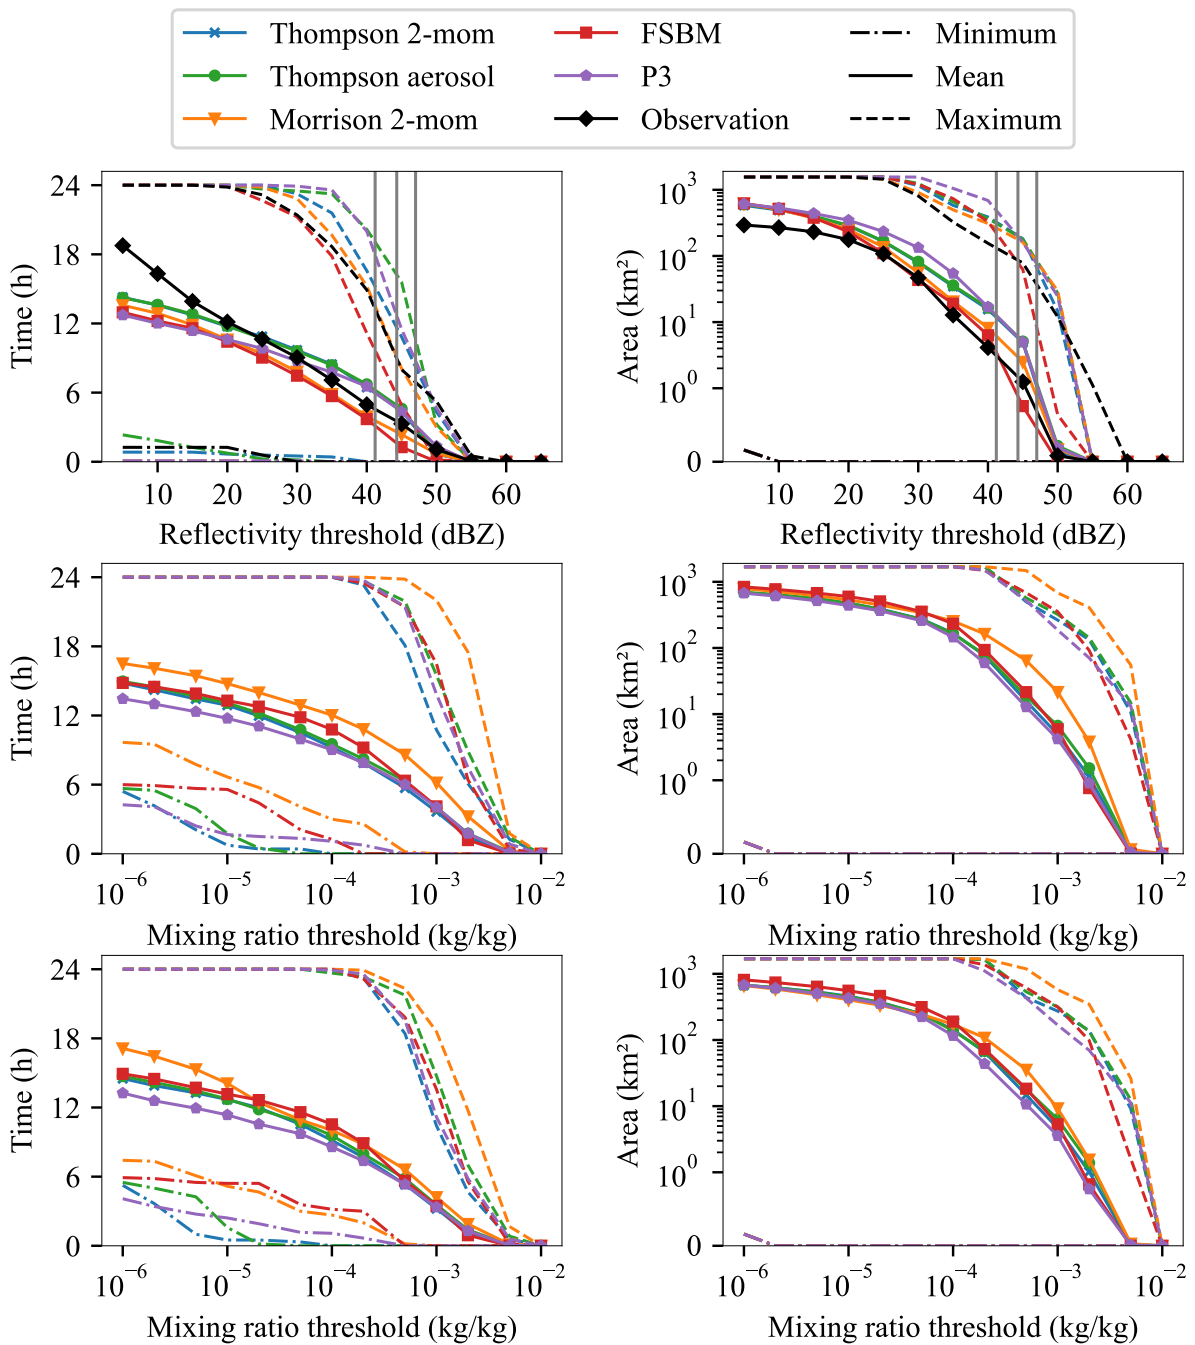 Thompson 2-mom FSBM Minimum
Thompson aerosol P3 Mean
Morrison 2-mom Observation Maximum
24
18
12
6
0
Time (h)
10 20 30 40 50 60
Reflectivity threshold (dBZ)
10³
10²
10¹
10⁰
0
Area (km²)
10 20 30 40 50 60
Reflectivity threshold (dBZ)
24
18
12
6
0
Time (h)
10⁻⁶ 10⁻⁵ 10⁻⁴ 10⁻³ 10⁻²
Mixing ratio threshold (kg/kg)
10³
10²
10¹
10⁰
0
Area (km²)
10⁻⁶ 10⁻⁵ 10⁻⁴ 10⁻³ 10⁻²
Mixing ratio threshold (kg/kg)
24
18
12
6
0
Time (h)
10⁻⁶ 10⁻⁵ 10⁻⁴ 10⁻³ 10⁻²
Mixing ratio threshold (kg/kg)
10³
10²
10¹
10⁰
0
Area (km²)
10⁻⁶ 10⁻⁵ 10⁻⁴ 10⁻³ 10⁻²
Mixing ratio threshold (kg/kg)